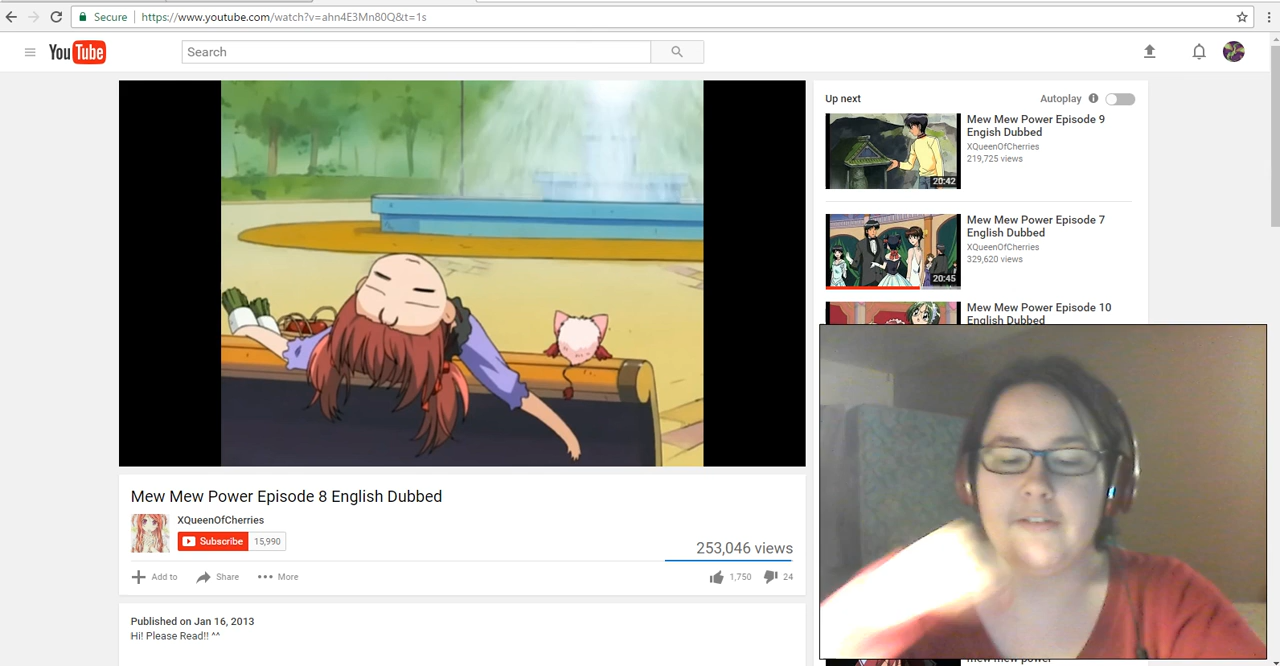 Secure
https://www.youtube.com/watch?v=ahn4E3Mn80Q&t=1s
YouTube
Search
Up next
Autoplay
Mew Mew Power Episode 9
Engish Dubbed
XQueenOfCherries
219,725 views
20:42
Mew Mew Power Episode 7
English Dubbed
XQueenOfCherries
329,620 views
20:45
Mew Mew Power Episode 10
English Dubbed
Mew Mew Power Episode 8 English Dubbed
XQueenOfCherries
Subscribe
15,990
253,046 views
Add to
Share
More
1,750
24
Published on Jan 16, 2013
Hi! Please Read!! ^^
mew mew power